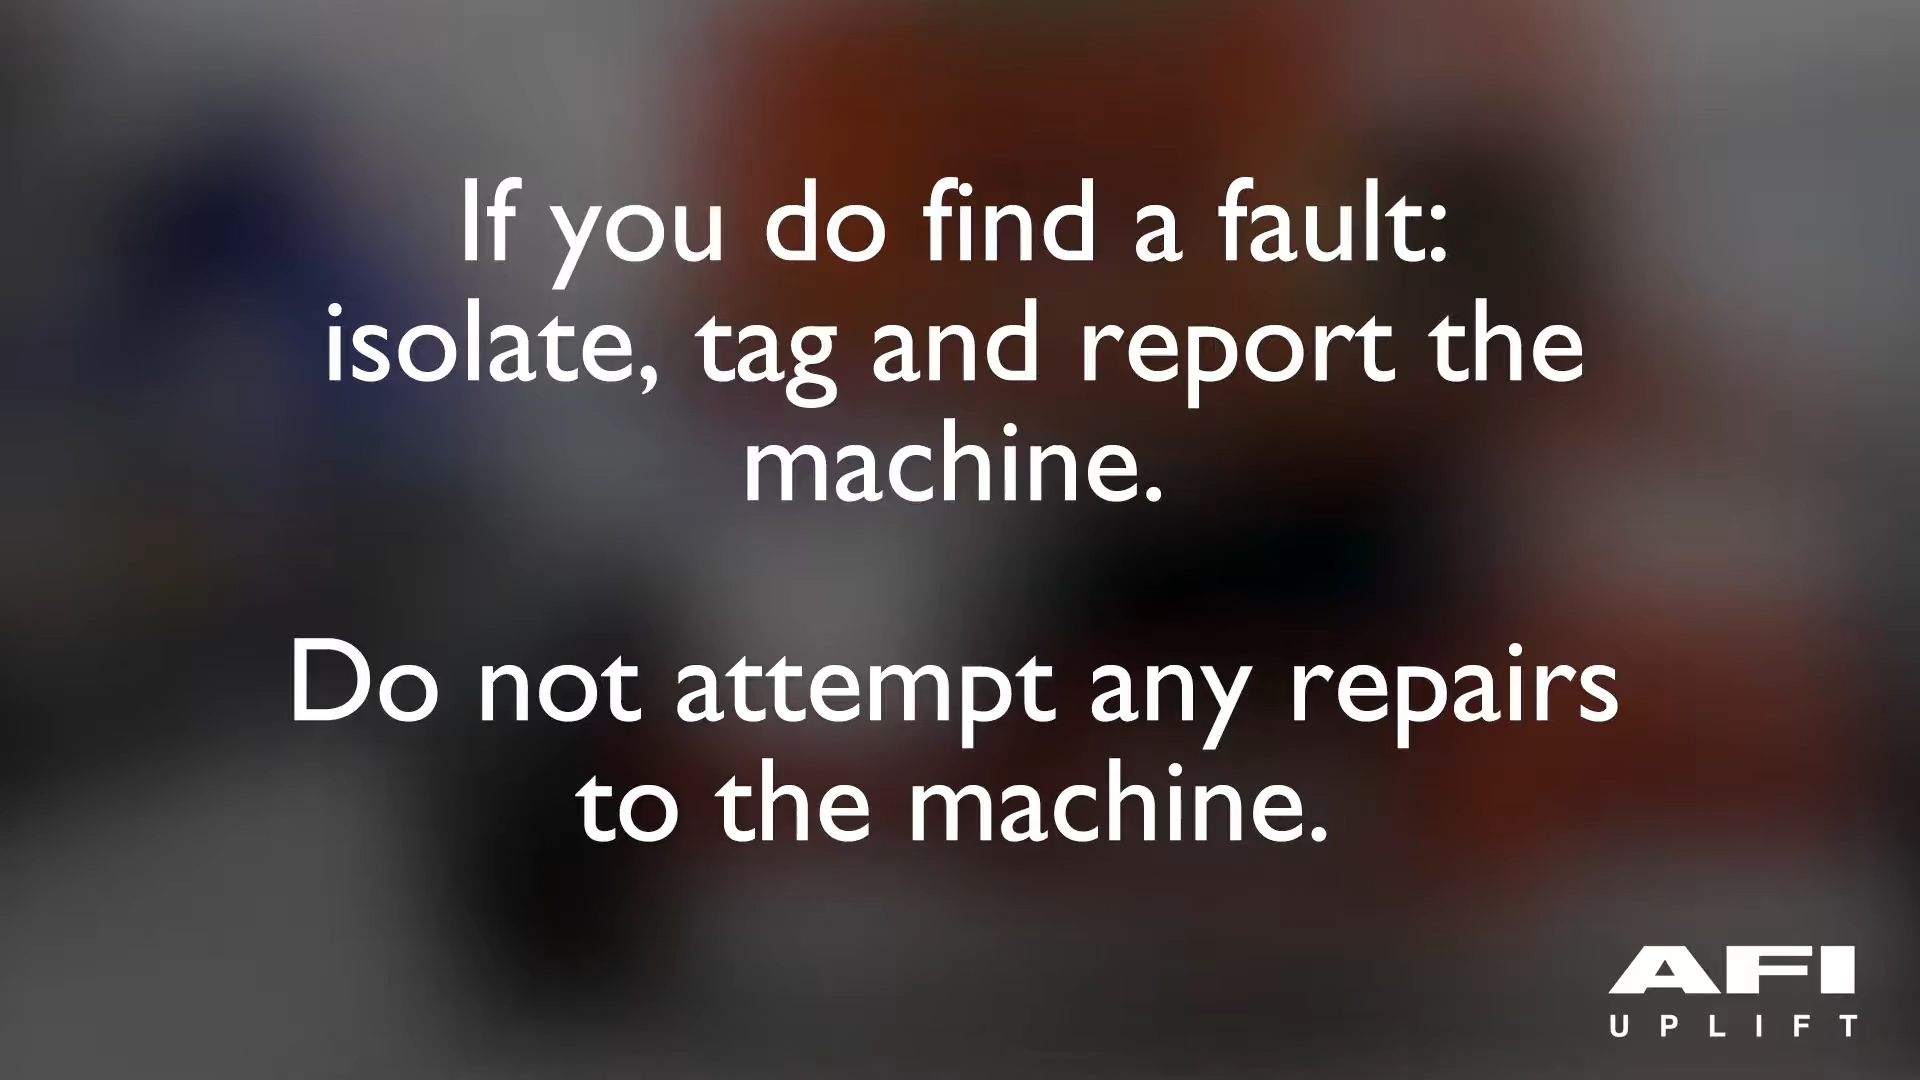 If you do find a fault:
isolate, tag and report the
machine.
Do not attempt any repairs
to the machine.
AFI
UPLIFT